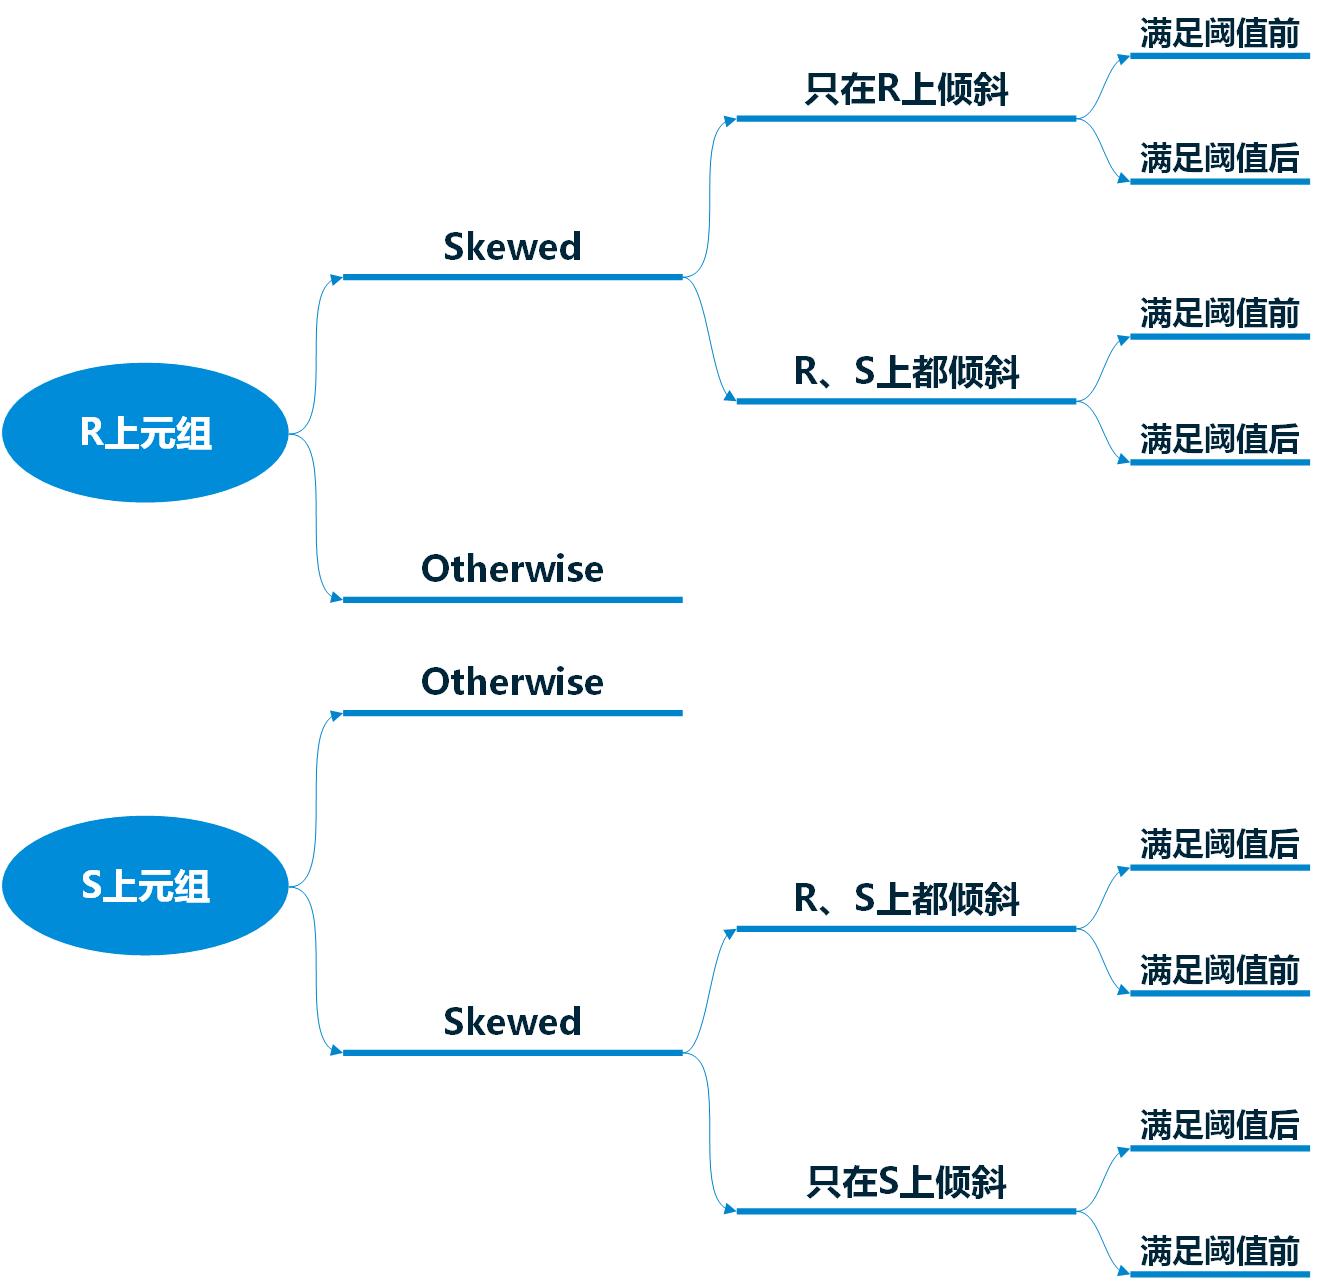 满足阈值前
只在R上倾斜
满足阈值后
Skewed
满足阈值前
R、S上都倾斜
满足阈值后
R上元组
Otherwise
Otherwise
满足阈值后
R、S上都倾斜
满足阈值前
S上元组
Skewed
满足阈值后
只在S上倾斜
满足阈值前